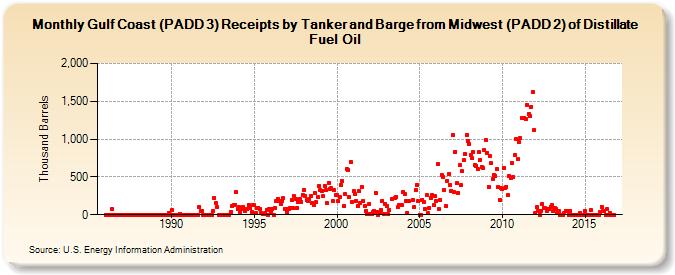 Monthly Gulf Coast (PADD 3) Receipts by Tanker and Barge from Midwest (PADD 2) of Distillate
Fuel Oil
Thousand Barrels
2,000
1,500
1,000
500
0
1990
1995
2000
2005
2010
2015
Source: U.S. Energy Information Administration